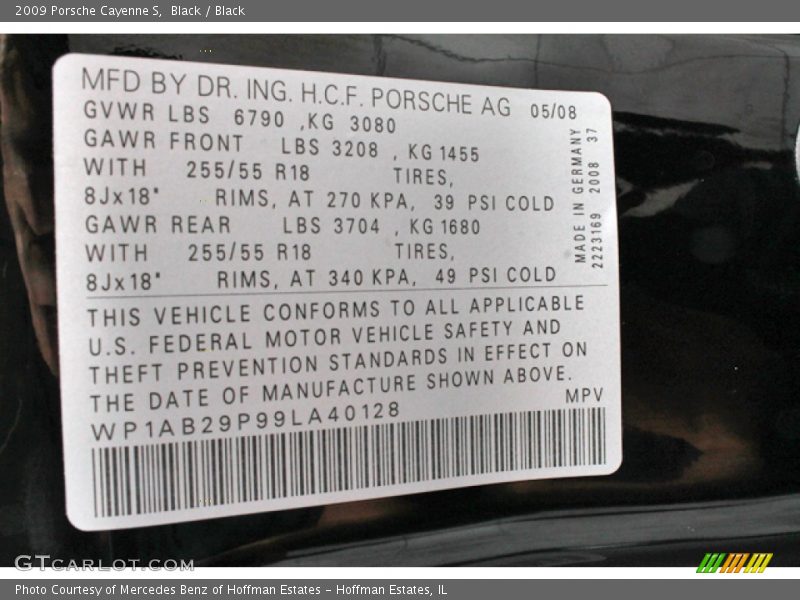 2009 Porsche Cayenne S,  Black / Black
MFD BY DR. ING. H.C.F. PORSCHE AG 05/08
GVWR LBS 6790 ,KG 3080
GAWR FRONT LBS 3208 , KG 1455
WITH 255/55 R18 TIRES,
8Jx18" RIMS, AT 270 KPA, 39 PSI COLD
GAWR REAR LBS 3704 , KG 1680
WITH 255/55 R18 TIRES,
8Jx18" RIMS, AT 340 KPA, 49 PSI COLD
MADE IN GERMANY 37
2223169 2008
THIS VEHICLE CONFORMS TO ALL APPLICABLE
U.S. FEDERAL MOTOR VEHICLE SAFETY AND
THEFT PREVENTION STANDARDS IN EFFECT ON
THE DATE OF MANUFACTURE SHOWN ABOVE.
MPV
WP1AB29P99LA40128
GTCARLOT.COM
Photo Courtesy of Mercedes Benz of Hoffman Estates - Hoffman Estates, IL